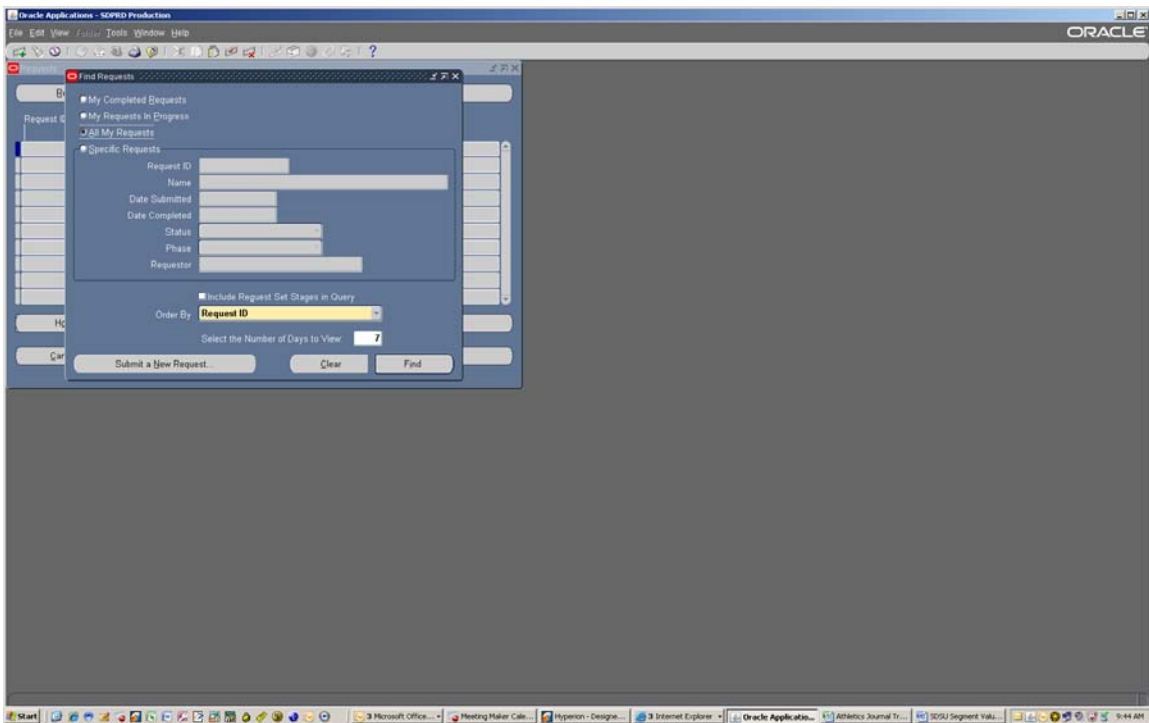 Oracle Applications - SDPRD Production
File Edit View Folder Tools Window Help
ORACLE
Requests
Find Requests
My Completed Requests
My Requests In Progress
All My Requests
Specific Requests
Request ID
Name
Date Submitted
Date Completed
Status
Phase
Requestor
Include Request Set Stages in Query
Order By Request ID
Select the Number of Days to View: 7
Submit a New Request... Clear Find
Request
Start 3 Microsoft Office... Meeting Maker Cale... Hyperion - Designe... 3 Internet Explorer Oracle Applicatio... Athletics Journal Tr... SDSU Segment Valu... 9:44 AM